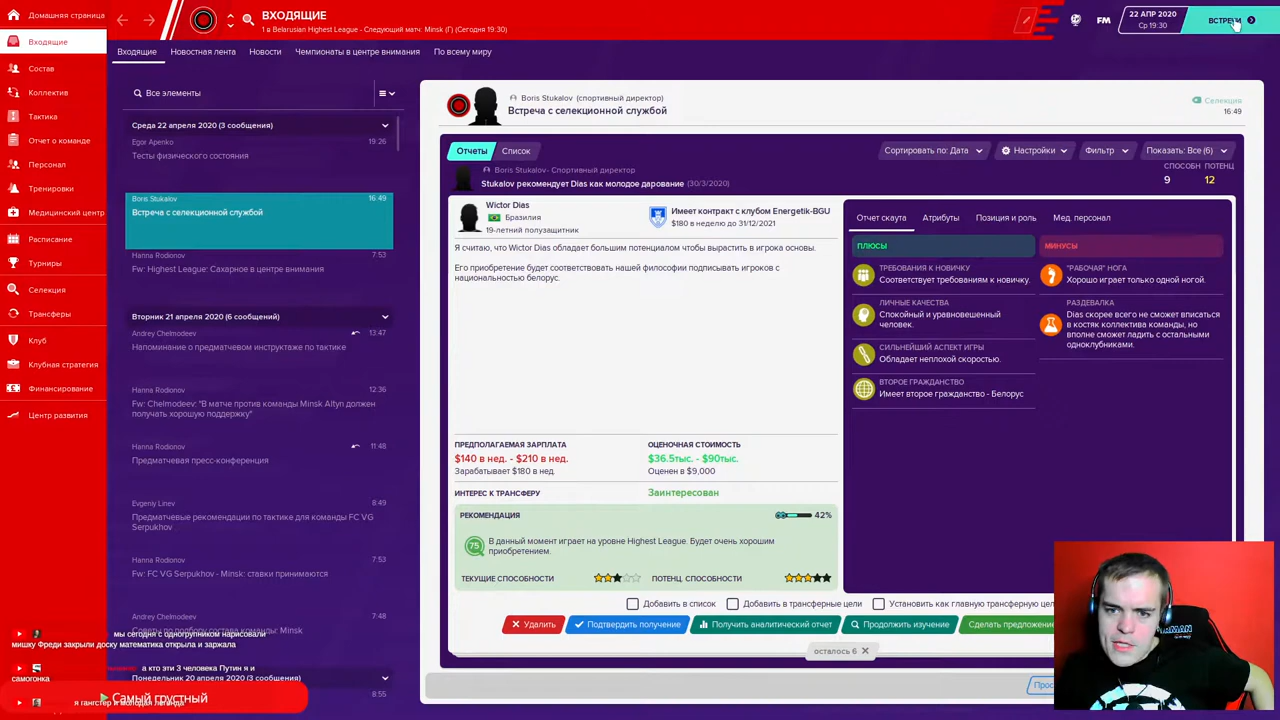 Домашняя страница
Входящие
Состав
Коллектив
Тактика
Отчет о команде
Персонал
Тренировки
Медицинский центр
Расписание
Турниры
Селекция
Трансферы
Клуб
Клубная стратегия
Финансирование
Центр развития
ВХОДЯЩИЕ
1 в Belarusian Highest League - Следующий матч: Minsk (Г) (Сегодня 19:30)
FM
22 АПР 2020
Ср 19:30
Входящие
Новостная лента
Новости
Чемпионаты в центре внимания
По всему миру
Все элементы
Среда 22 апреля 2020 (3 сообщения)
Egor Apenko 19:26
Тесты физического состояния
Boris Stukalov 16:49
Встреча с селекционной службой
Hanna Rodionov 7:53
Fw: Highest League: Сахарное в центре внимания
Вторник 21 апреля 2020 (6 сообщений)
Andrey Chelmodeev 13:47
Напоминание о предматчевом инструктаже по тактике
Hanna Rodionov 12:36
Fw: Chelmodeev: "В матче против команды Minsk Altyn должен
получать хорошую поддержку"
Hanna Rodionov 11:48
Предматчевая пресс-конференция
Evgeniy Linev 8:49
Предматчевые рекомендации по тактике для команды FC VG
Serpukhov
Hanna Rodionov 7:53
Fw: FC VG Serpukhov - Minsk: ставки принимаются
Andrey Chelmodeev 7:48
Понедельник 20 апреля 2020 (3 сообщения)
8:55
мы сегодня с одногрупником нарисовали
мишку Фреди закрыли доску математика открыла и заржала
а кто эти 3 человека Путин я и
самогонка
Самый грустный
я гангстер и молодая легенда
Boris Stukalov (спортивный директор)
Встреча с селекционной службой
Селекция
16:49
Отчеты
Список
Сортировать по: Дата
Настройки
Фильтр
Показать: Все (6)
Boris Stukalov- Спортивный директор
Stukalov рекомендует Dias как молодое дарование (30/3/2020)
СПОСОБН ПОТЕНЦ
9 12
Wictor Dias
Бразилия
19-летний полузащитник
Имеет контракт с клубом Energetik-BGU
$180 в неделю до 31/12/2021
Я считаю, что Wictor Dias обладает большим потенциалом чтобы вырастить в игрока основы.
Его приобретение будет соответствовать нашей философии подписывать игроков с
национальностью белорус.
ПРЕДПОЛАГАЕМАЯ ЗАРПЛАТА
$140 в нед. - $210 в нед.
Зарабатывает $180 в нед.
ОЦЕНОЧНАЯ СТОИМОСТЬ
$36.5тыс. - $90тыс.
Оценен в $9,000
ИНТЕРЕС К ТРАНСФЕРУ
Заинтересован
РЕКОМЕНДАЦИЯ
42%
75
В данный момент играет на уровне Highest League. Будет очень хорошим
приобретением.
ТЕКУЩИЕ СПОСОБНОСТИ
ПОТЕНЦ. СПОСОБНОСТИ
Отчет скаута
Атрибуты
Позиция и роль
Мед. персонал
ПЛЮСЫ
ТРЕБОВАНИЯ К НОВИЧКУ
Соответствует требованиям к новичку.
ЛИЧНЫЕ КАЧЕСТВА
Спокойный и уравновешенный
человек.
СИЛЬНЕЙШИЙ АСПЕКТ ИГРЫ
Обладает неплохой скоростью.
ВТОРОЕ ГРАЖДАНСТВО
Имеет второе гражданство - Белорус
МИНУСЫ
"РАБОЧАЯ" НОГА
Хорошо играет только одной ногой.
РАЗДЕВАЛКА
Dias скорее всего не сможет вписаться
в костяк коллектива команды, но
вполне сможет ладить с остальными
одноклубниками.
Добавить в список
Добавить в трансферные цели
Установить как главную трансферную цел
Удалить
Подтвердить получение
Получить аналитический отчет
Продолжить изучение
Сделать предложение
осталось 6